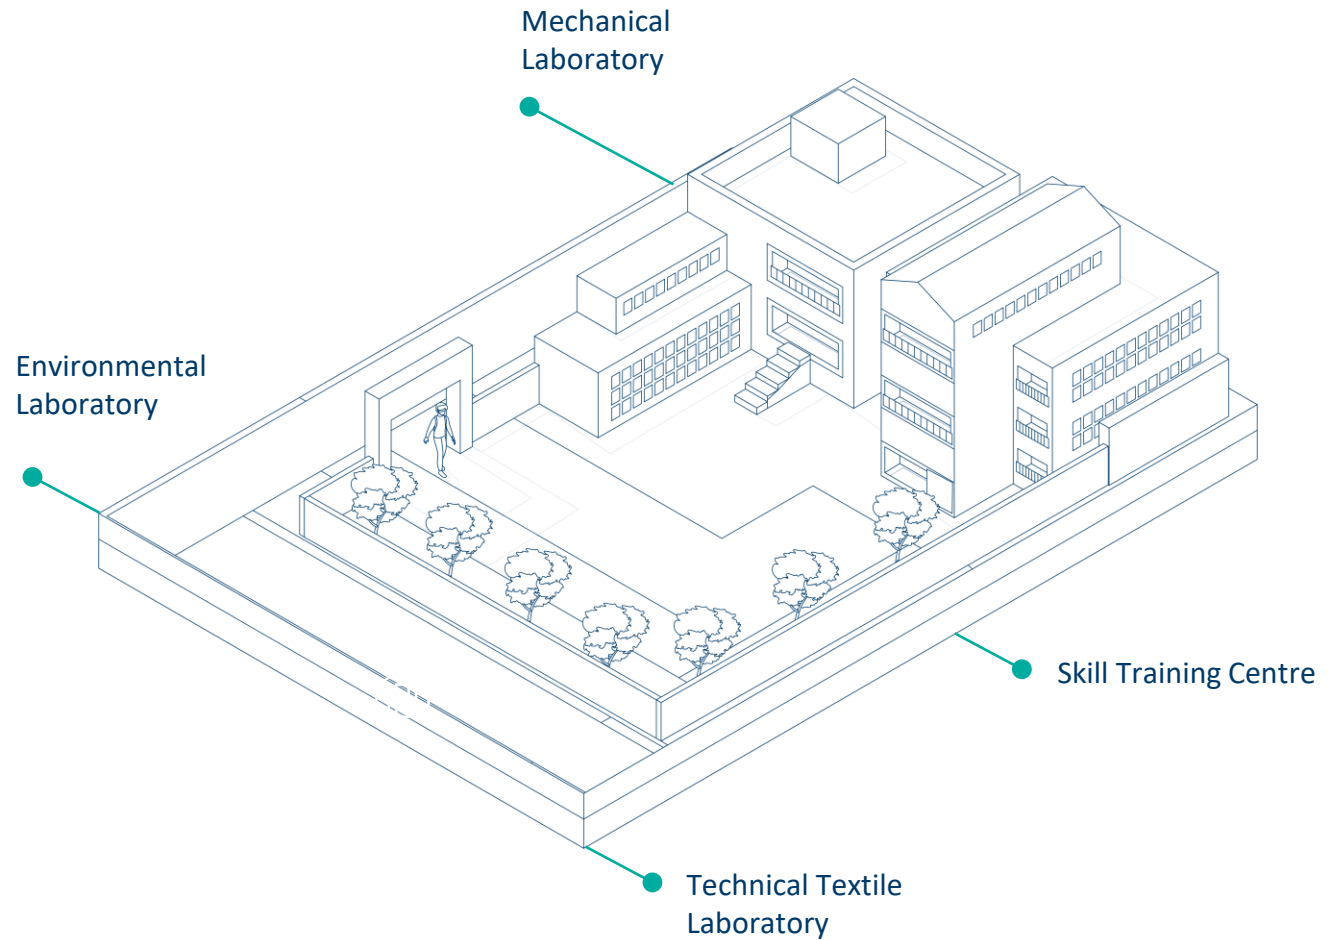 Mechanical
Laboratory
Environmental
Laboratory
Skill Training Centre
Technical Textile
Laboratory